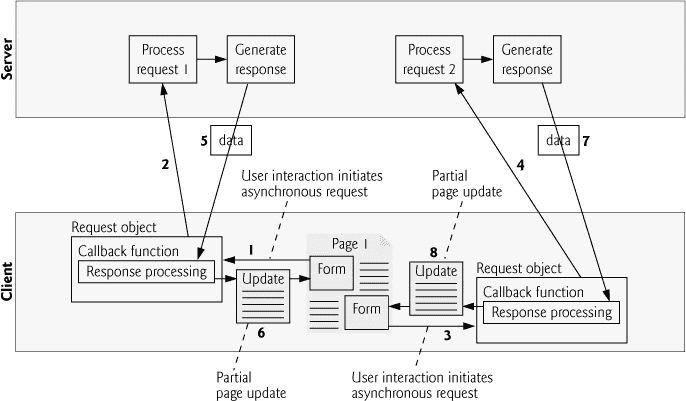 Server
Process
request 1
Generate
response
Process
request 2
Generate
response
5
data
data
7
2
4
User interaction initiates
asynchronous request
Partial
page update
Client
Request object
Callback function
Response processing
1
Update
6
Page 1
Form
Form
8
Update
3
Request object
Callback function
Response processing
Partial
page update
User interaction initiates
asynchronous request